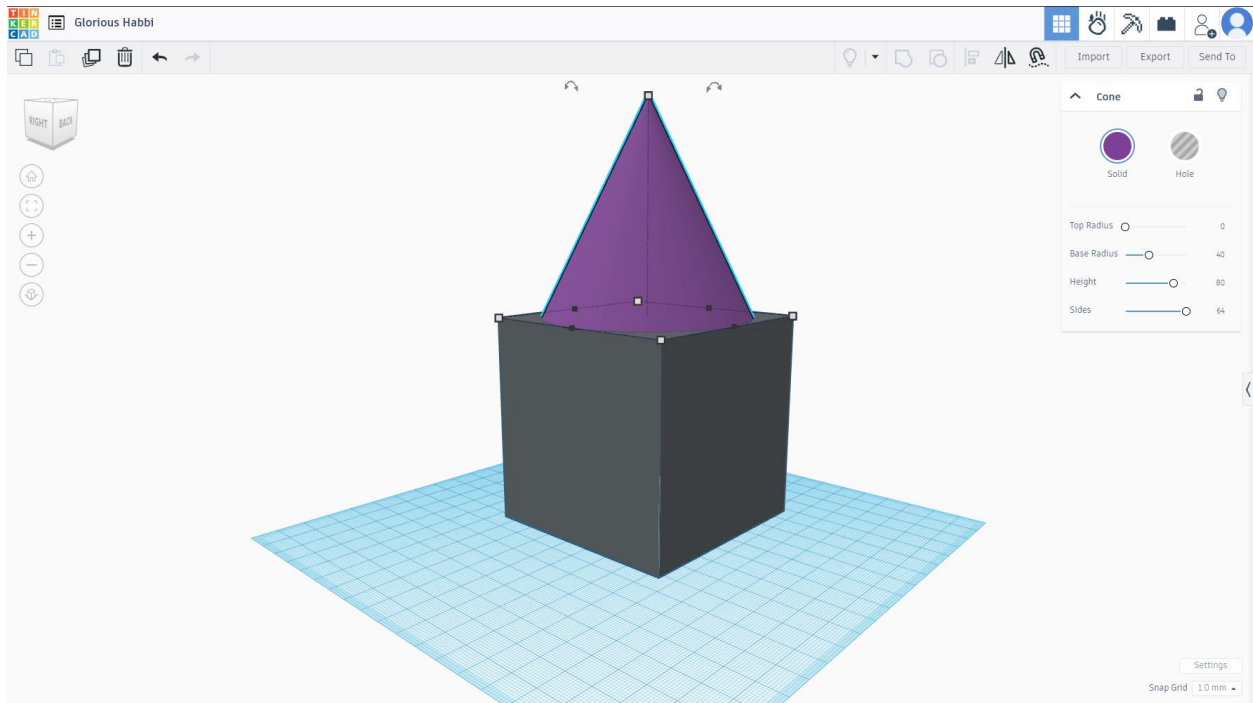 TIN
KER
CAD
Glorious Habbi
Import
Export
Send To
RIGHT
BACK
Cone
Solid
Hole
Top Radius 0
Base Radius 40
Height 80
Sides 64
Settings
Snap Grid 1.0 mm